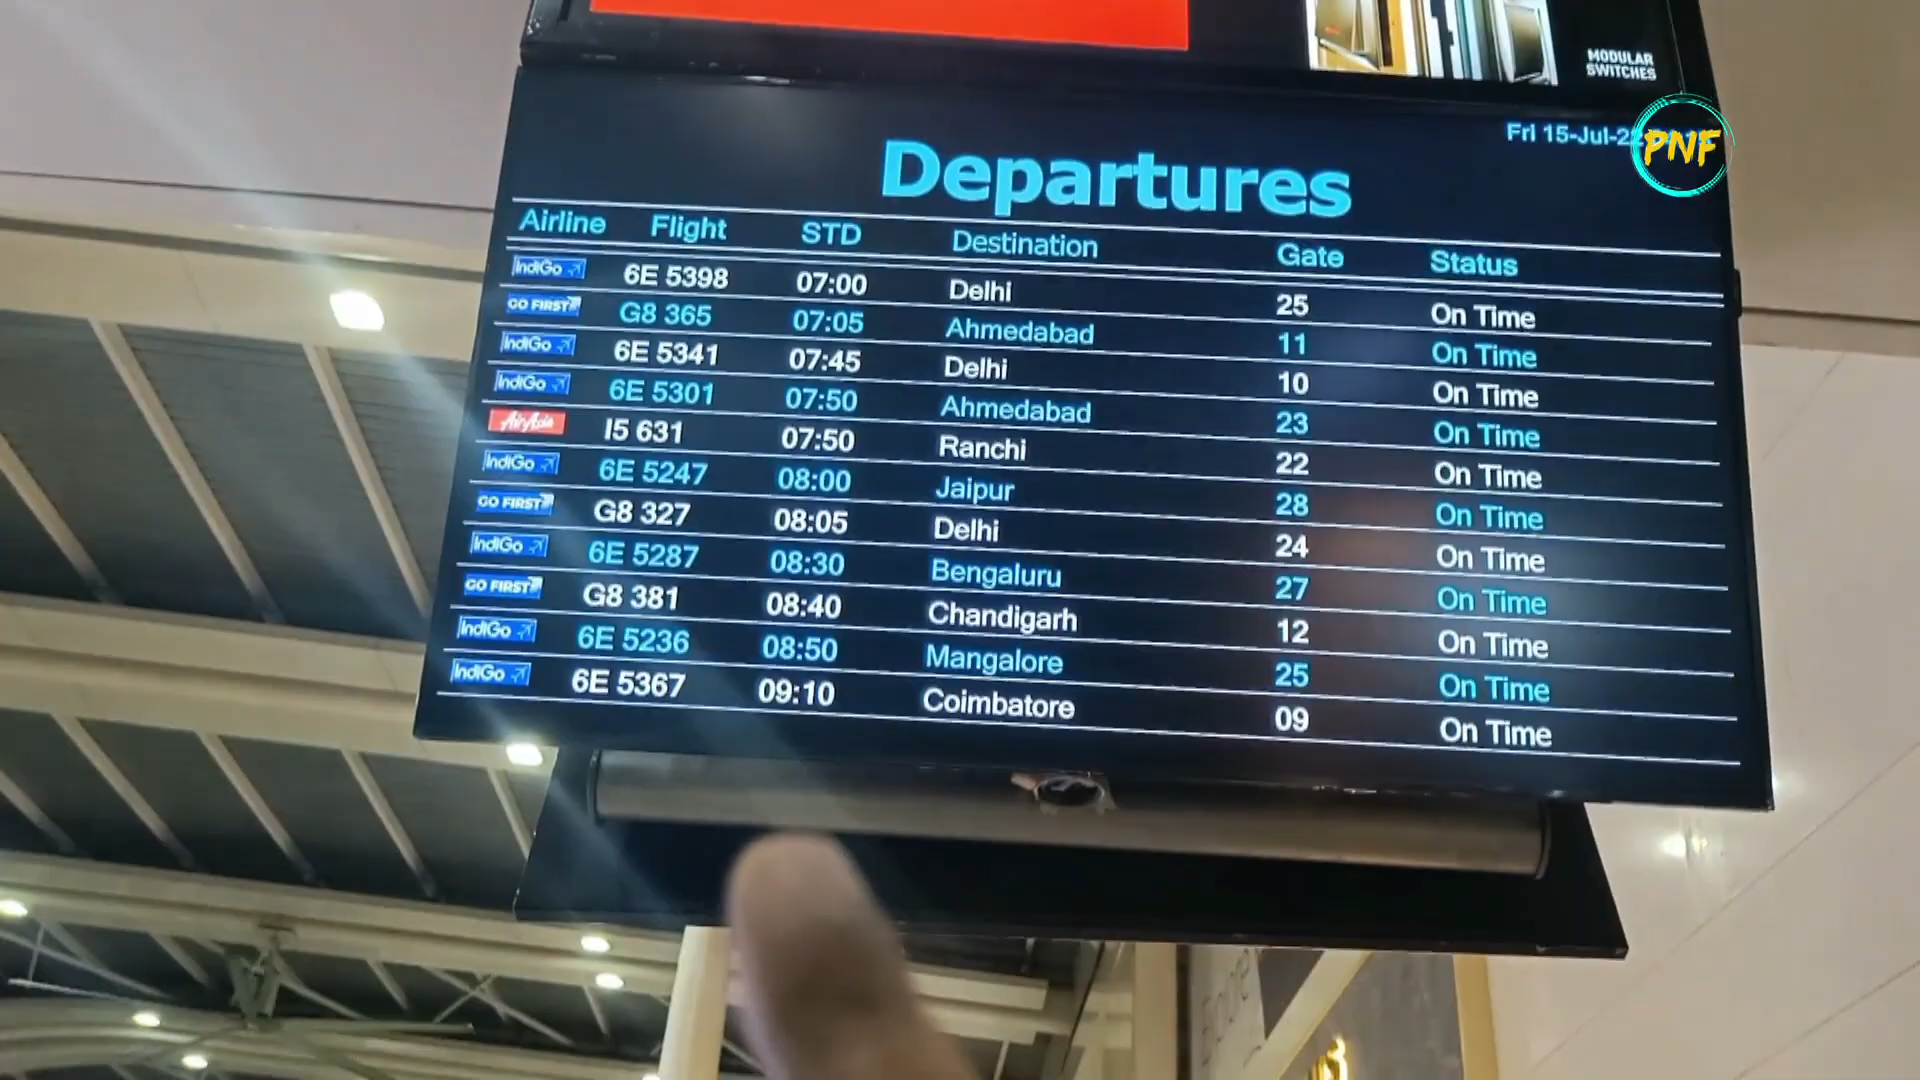 MODULAR
SWITCHES
Fri 15-Jul-22
PNF
Departures
Airline Flight STD Destination Gate Status
IndiGo 6E 5398 07:00 Delhi 25 On Time
GO FIRST G8 365 07:05 Ahmedabad 11 On Time
IndiGo 6E 5341 07:45 Delhi 10 On Time
IndiGo 6E 5301 07:50 Ahmedabad 23 On Time
AirAsia I5 631 07:50 Ranchi 22 On Time
IndiGo 6E 5247 08:00 Jaipur 28 On Time
GO FIRST G8 327 08:05 Delhi 24 On Time
IndiGo 6E 5287 08:30 Bengaluru 27 On Time
GO FIRST G8 381 08:40 Chandigarh 12 On Time
IndiGo 6E 5236 08:50 Mangalore 25 On Time
IndiGo 6E 5367 09:10 Coimbatore 09 On Time